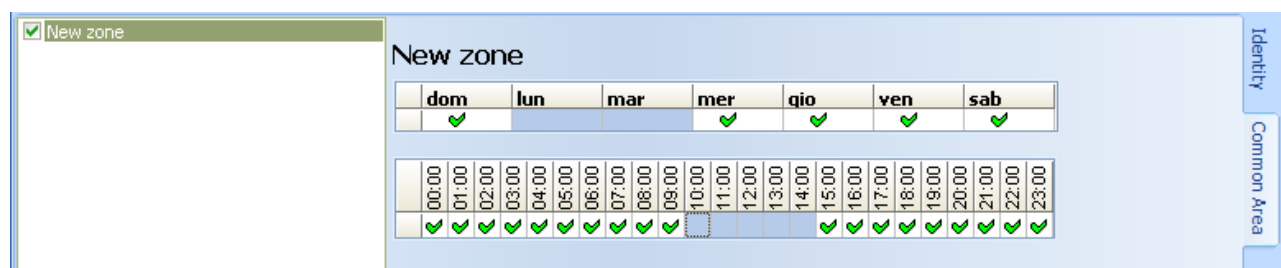 New zone
New zone
dom lun mar mer gio ven sab
00:00 01:00 02:00 03:00 04:00 05:00 06:00 07:00 08:00 09:00 10:00 11:00 12:00 13:00 14:00 15:00 16:00 17:00 18:00 19:00 20:00 21:00 22:00 23:00
Identity
Common Area